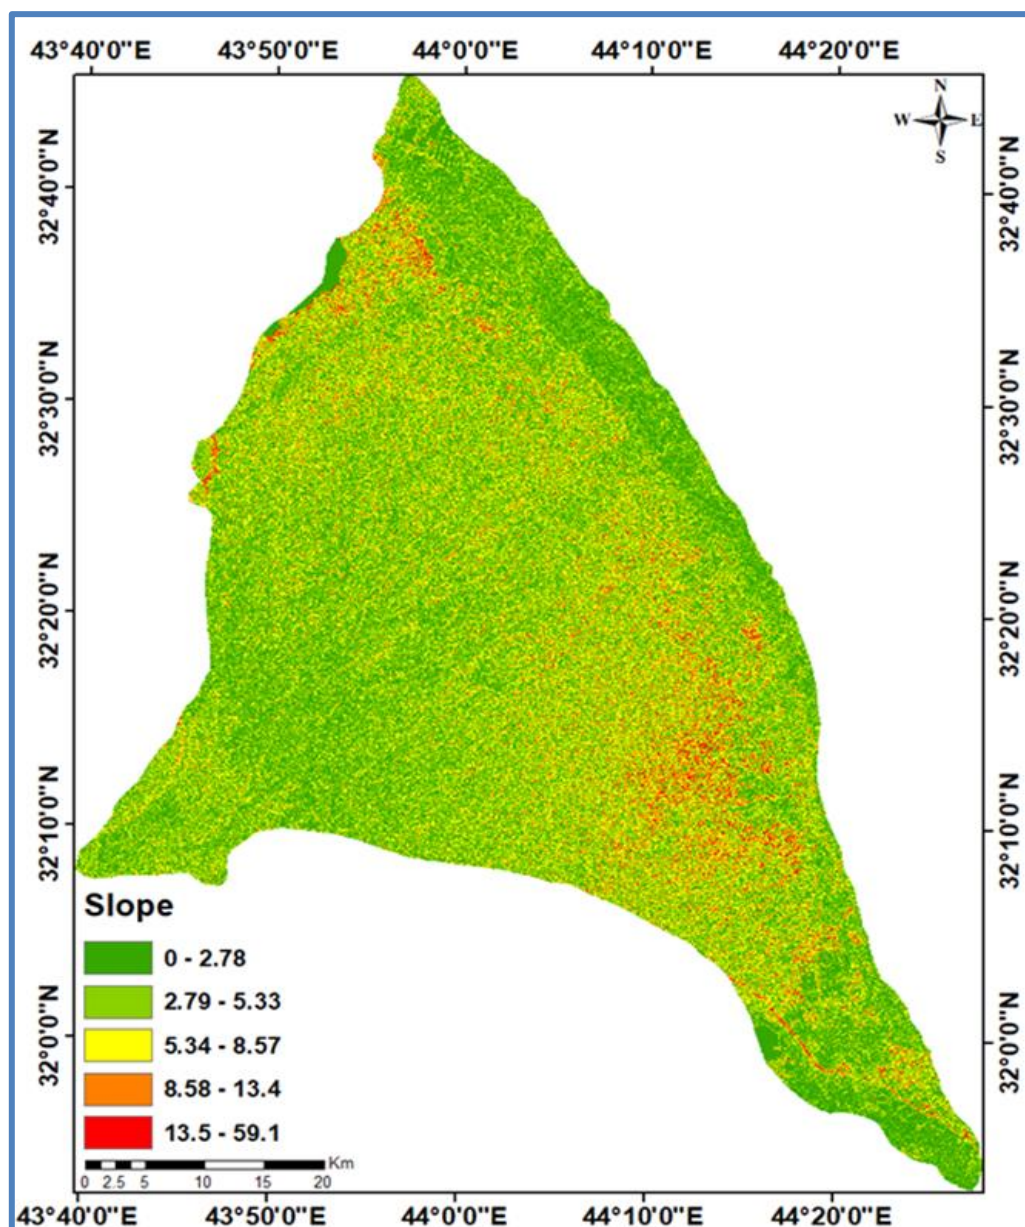 43°40'0"E 43°50'0"E 44°0'0"E 44°10'0"E 44°20'0"E
N
W E
S
32°40'0"N 32°40'0"N
32°30'0"N 32°30'0"N
32°20'0"N 32°20'0"N
32°10'0"N 32°10'0"N
32°0'0"N 32°0'0"N
Slope
0 - 2.78
2.79 - 5.33
5.34 - 8.57
8.58 - 13.4
13.5 - 59.1
Km
0 2.5 5 10 15 20
43°40'0"E 43°50'0"E 44°0'0"E 44°10'0"E 44°20'0"E